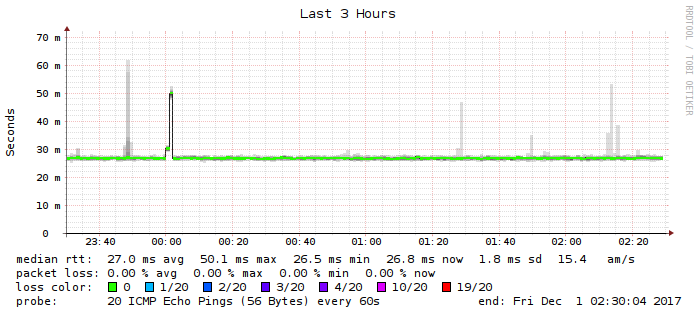 Last 3 Hours
RRDTOOL / TOBI OETIKER
Seconds
70 m
60 m
50 m
40 m
30 m
20 m
10 m
0
23:40 00:00 00:20 00:40 01:00 01:20 01:40 02:00 02:20
median rtt: 27.0 ms avg 50.1 ms max 26.5 ms min 26.8 ms now 1.8 ms sd 15.4 am/s
packet loss: 0.00 % avg 0.00 % max 0.00 % min 0.00 % now
loss color: 0 1/20 2/20 3/20 4/20 10/20 19/20
probe: 20 ICMP Echo Pings (56 Bytes) every 60s end: Fri Dec 1 02:30:04 2017